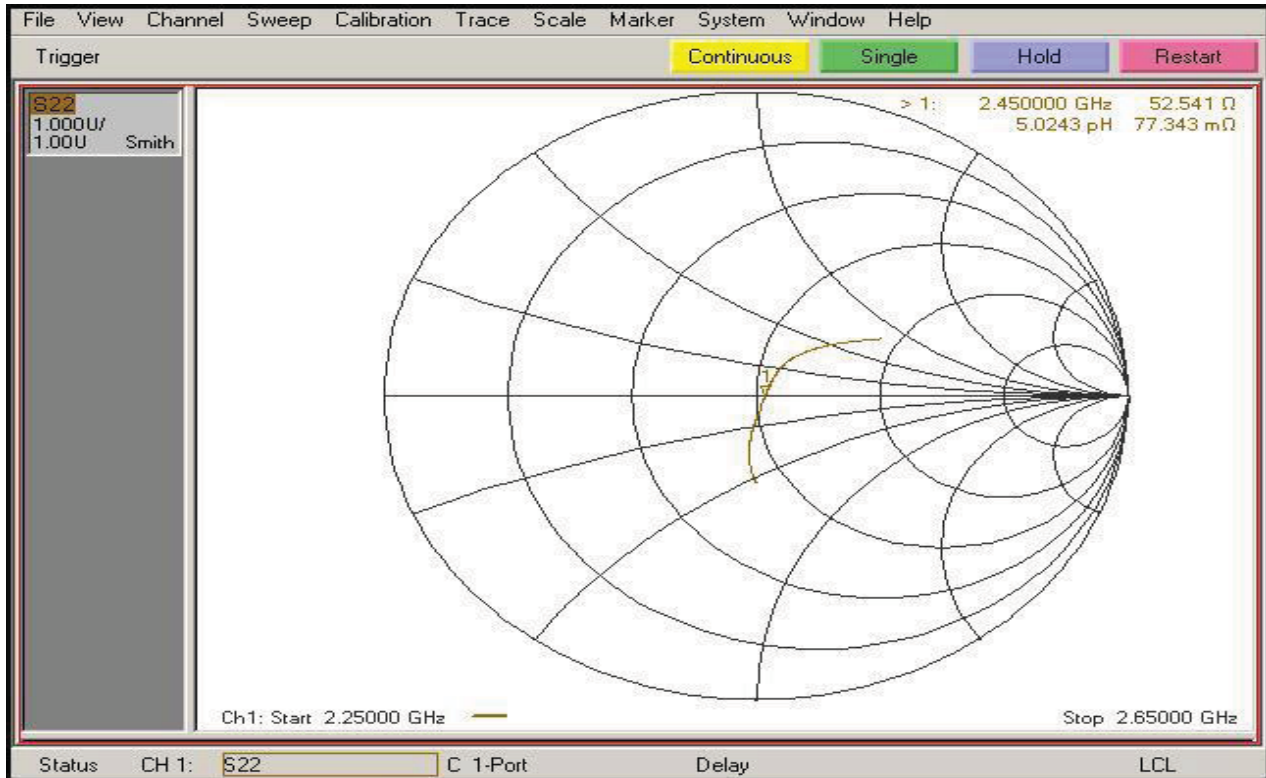 File View Channel Sweep Calibration Trace Scale Marker System Window Help
Trigger Continuous Single Hold Restart
S22
1.000U/
1.00U Smith
> 1: 2.450000 GHz 52.541 Ω
5.0243 pH 77.343 mΩ
1
Ch1: Start 2.25000 GHz Stop 2.65000 GHz
Status CH 1: S22 C 1-Port Delay LCL